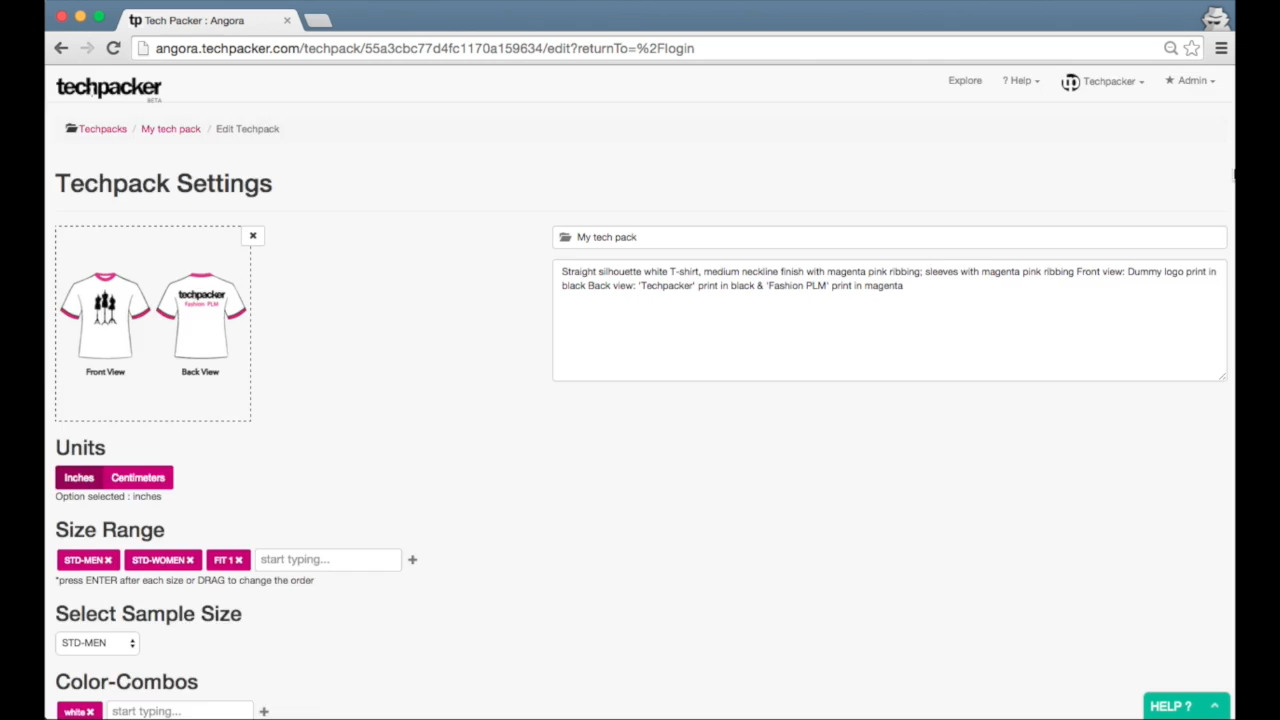 tp Tech Packer : Angora
angora.techpacker.com/techpack/55a3cbc77d4fc1170a159634/edit?returnTo=%2Flogin
techpacker
BETA
Explore ? Help Techpacker Admin
Techpacks / My tech pack / Edit Techpack
Techpack Settings
My tech pack
Straight silhouette white T-shirt, medium neckline finish with magenta pink ribbing; sleeves with magenta pink ribbing Front view: Dummy logo print in
black Back view: 'Techpacker' print in black & 'Fashion PLM' print in magenta
techpacker
Fashion PLM
Front View Back View
Units
Inches Centimeters
Option selected : inches
Size Range
STD-MEN STD-WOMEN FIT 1 start typing...
*press ENTER after each size or DRAG to change the order
Select Sample Size
STD-MEN
Color-Combos
white start typing...
HELP ?